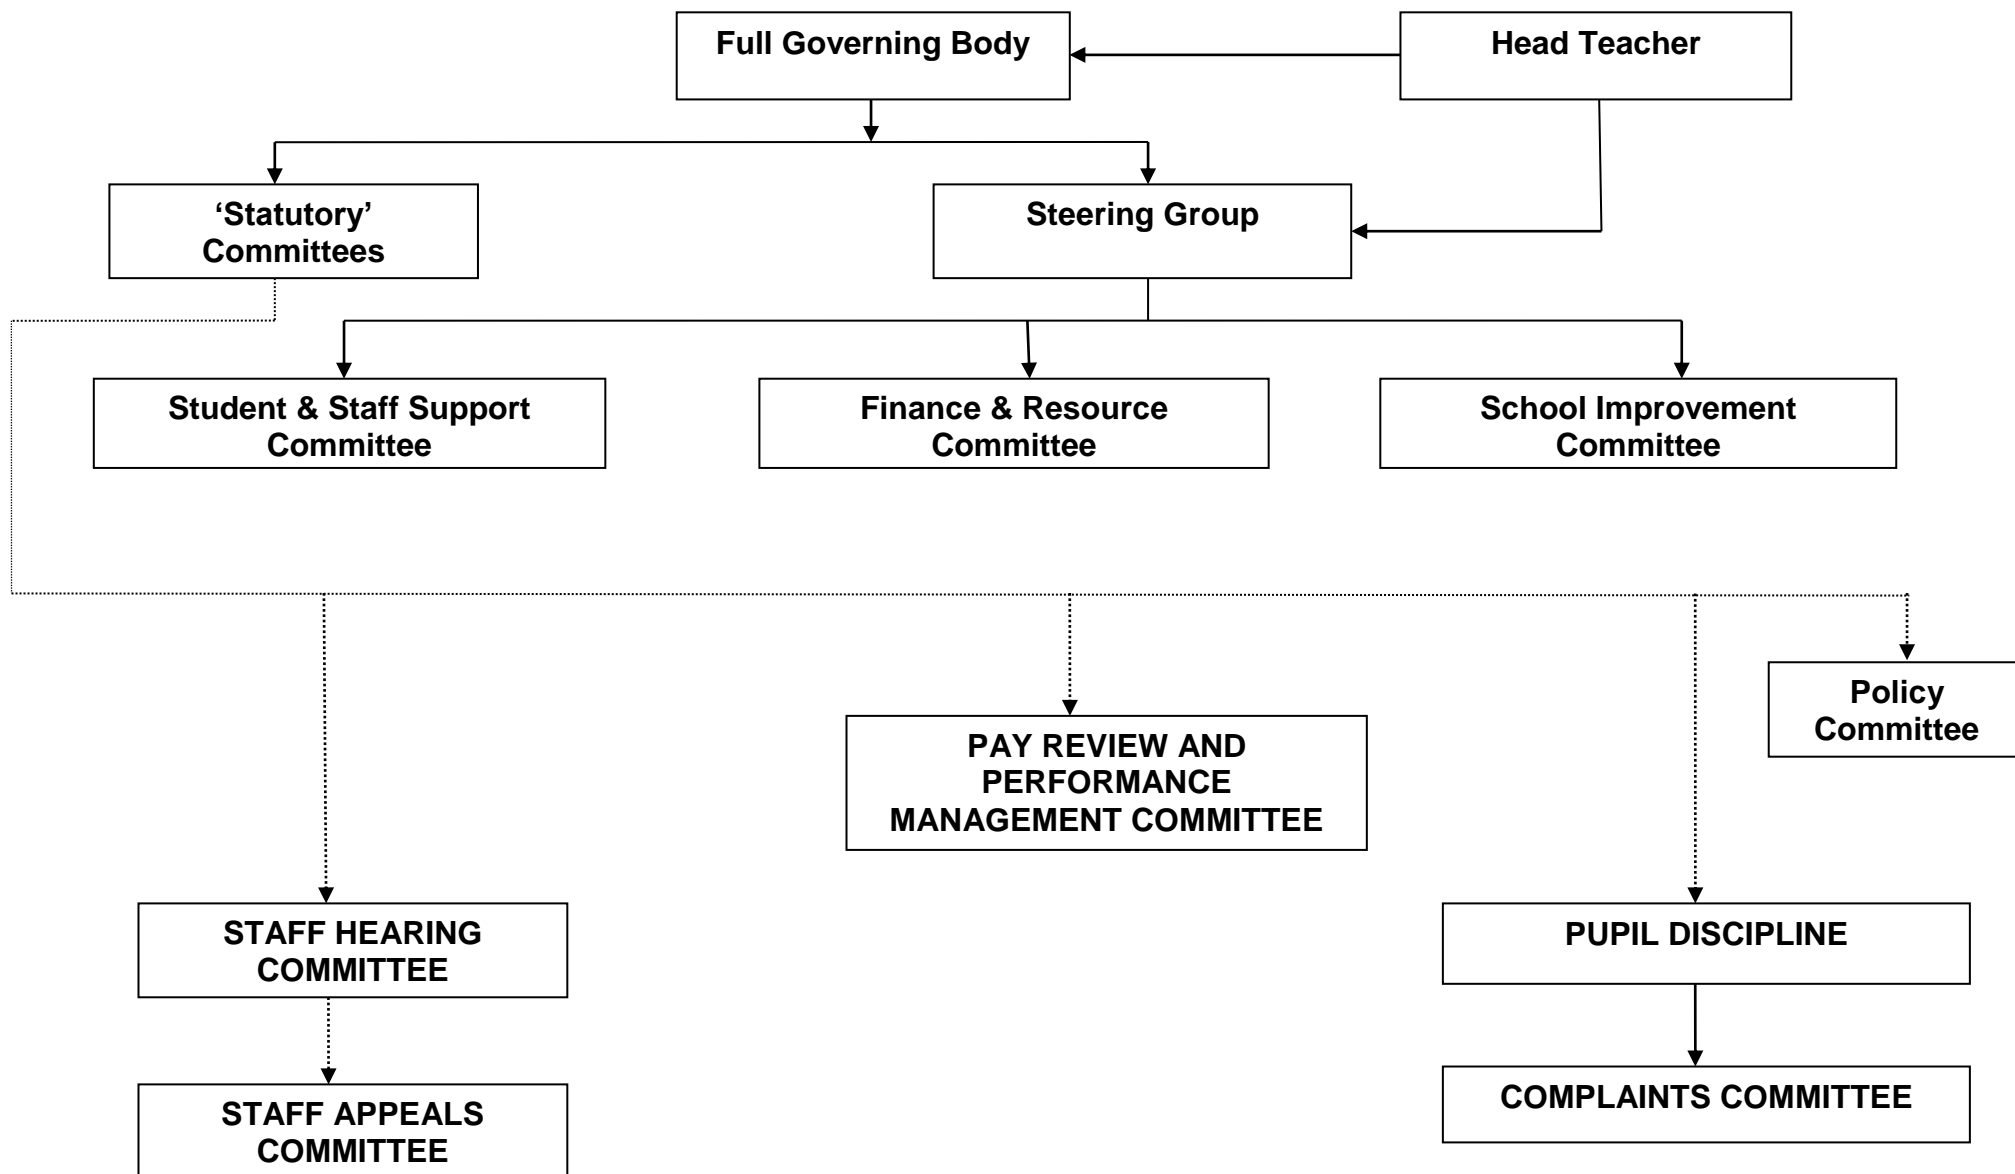 Full Governing Body
Head Teacher
‘Statutory’
Committees
Steering Group
Student & Staff Support
Committee
Finance & Resource
Committee
School Improvement
Committee
Policy
Committee
PAY REVIEW AND
PERFORMANCE
MANAGEMENT COMMITTEE
STAFF HEARING
COMMITTEE
PUPIL DISCIPLINE
COMPLAINTS COMMITTEE
STAFF APPEALS
COMMITTEE